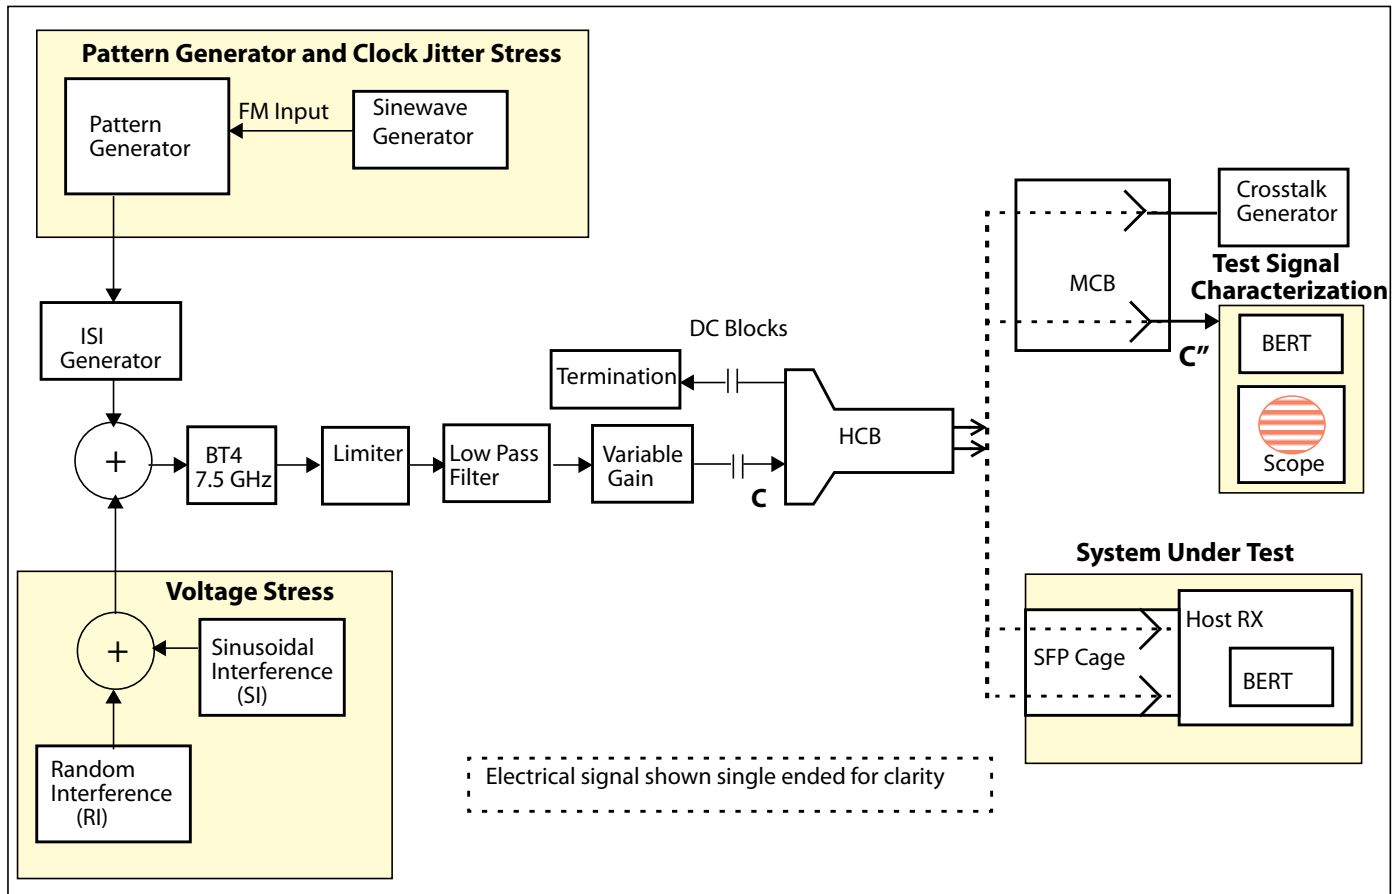 Pattern Generator and Clock Jitter Stress
Pattern
Generator
FM Input
Sinewave
Generator
ISI
Generator
+
BT4
7.5 GHz
Limiter
Low Pass
Filter
Variable
Gain
Termination
DC Blocks
C
HCB
MCB
Crosstalk
Generator
Test Signal
Characterization
C”
BERT
Scope
System Under Test
SFP Cage
Host RX
BERT
Voltage Stress
+
Sinusoidal
Interference
(SI)
Random
Interference
(RI)
Electrical signal shown single ended for clarity